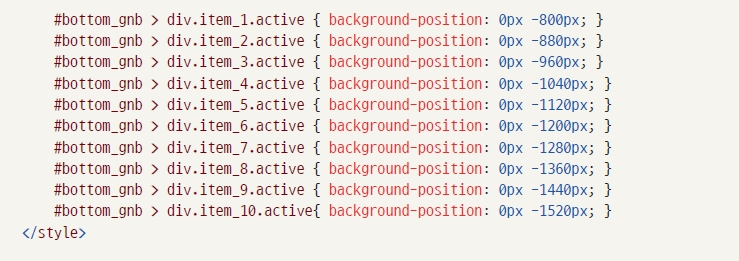 #bottom_gnb > div.item_1.active { background-position: 0px -800px; }
#bottom_gnb > div.item_2.active { background-position: 0px -880px; }
#bottom_gnb > div.item_3.active { background-position: 0px -960px; }
#bottom_gnb > div.item_4.active { background-position: 0px -1040px; }
#bottom_gnb > div.item_5.active { background-position: 0px -1120px; }
#bottom_gnb > div.item_6.active { background-position: 0px -1200px; }
#bottom_gnb > div.item_7.active { background-position: 0px -1280px; }
#bottom_gnb > div.item_8.active { background-position: 0px -1360px; }
#bottom_gnb > div.item_9.active { background-position: 0px -1440px; }
#bottom_gnb > div.item_10.active{ background-position: 0px -1520px; }
</style>